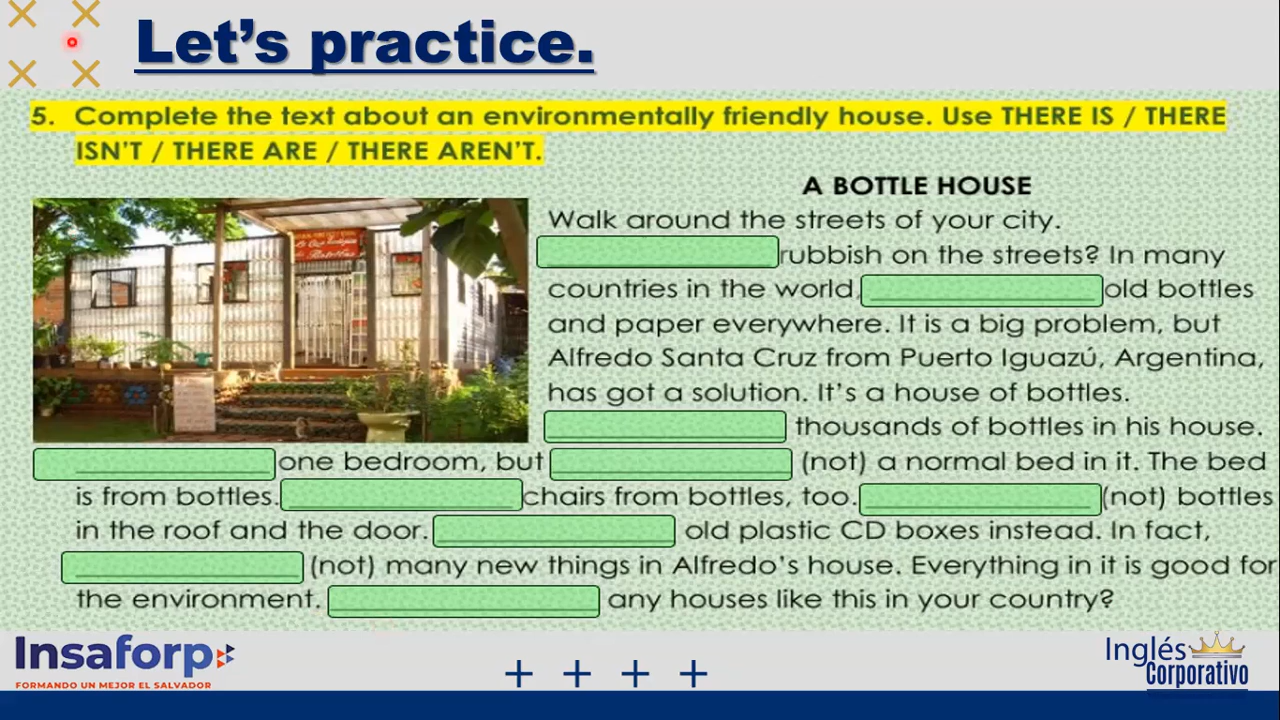 Let's practice.
5. Complete the text about an environmentally friendly house. Use THERE IS / THERE
ISN'T / THERE ARE / THERE AREN'T.
A BOTTLE HOUSE
Walk around the streets of your city.
rubbish on the streets? In many
countries in the world, old bottles
and paper everywhere. It is a big problem, but
Alfredo Santa Cruz from Puerto Iguazú, Argentina,
has got a solution. It's a house of bottles.
thousands of bottles in his house.
one bedroom, but (not) a normal bed in it. The bed
is from bottles. chairs from bottles, too. (not) bottles
in the roof and the door. old plastic CD boxes instead. In fact,
(not) many new things in Alfredo's house. Everything in it is good for
the environment. any houses like this in your country?
Insaforp
FORMANDO UN MEJOR EL SALVADOR
Inglés
Corporativo